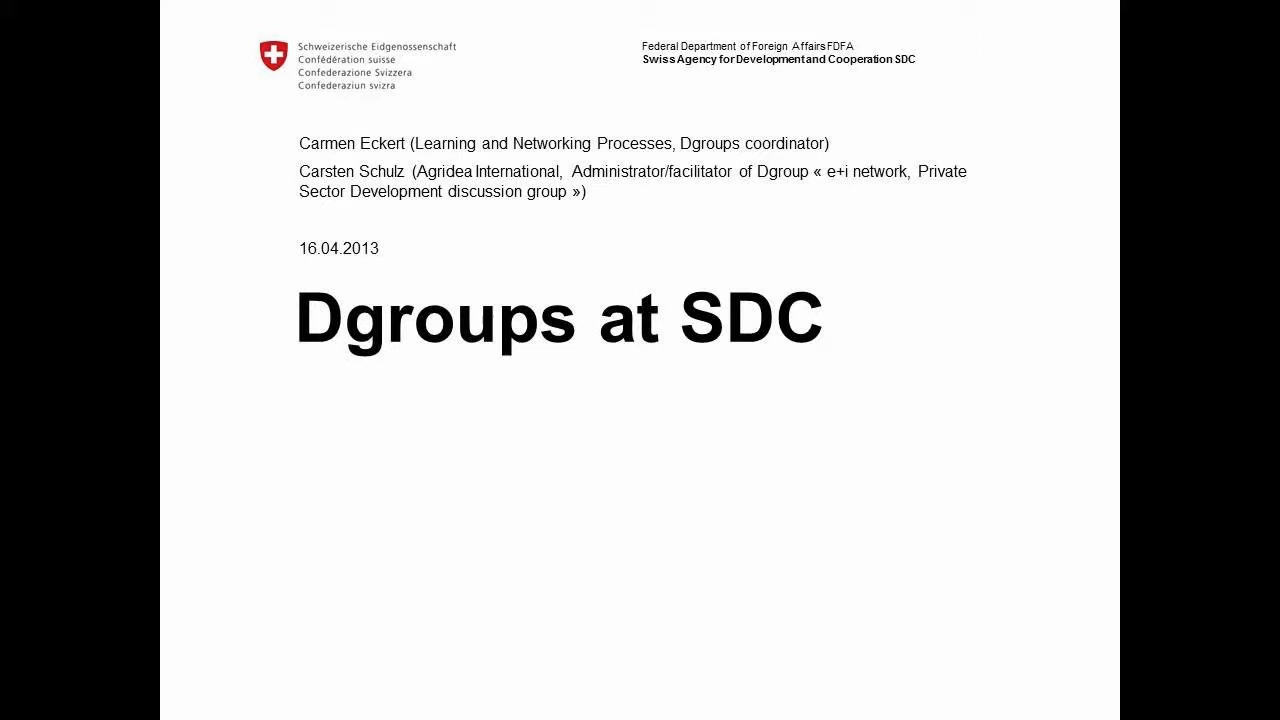 Schweizerische Eidgenossenschaft
Confédération suisse
Confederazione Svizzera
Confederaziun svizra
Federal Department of Foreign Affairs FDFA
Swiss Agency for Development and Cooperation SDC
Carmen Eckert (Learning and Networking Processes, Dgroups coordinator)
Carsten Schulz (Agridea International, Administrator/facilitator of Dgroup « e+i network, Private
Sector Development discussion group »)
16.04.2013
Dgroups at SDC